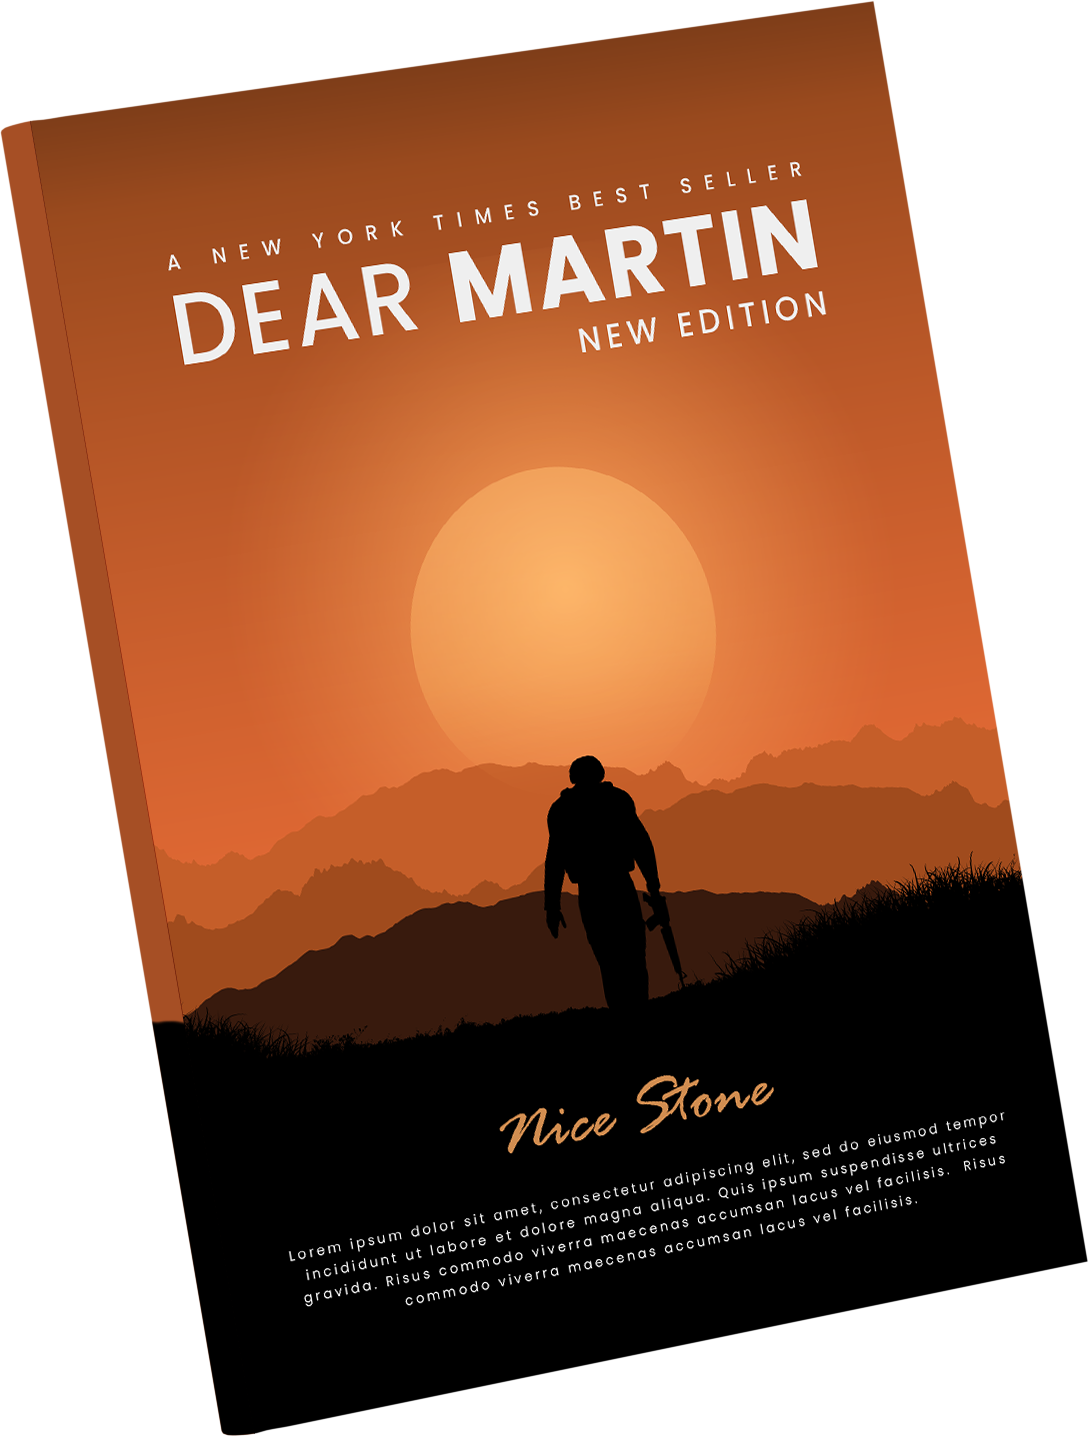 A NEW YORK TIMES BEST SELLER
DEAR MARTIN
NEW EDITION
Nice Stone
Lorem ipsum dolor sit amet, consectetur adipiscing elit, sed do eiusmod tempor
incididunt ut labore et dolore magna aliqua. Quis ipsum suspendisse ultrices
gravida. Risus commodo viverra maecenas accumsan lacus vel facilisis. Risus
commodo viverra maecenas accumsan lacus vel facilisis.